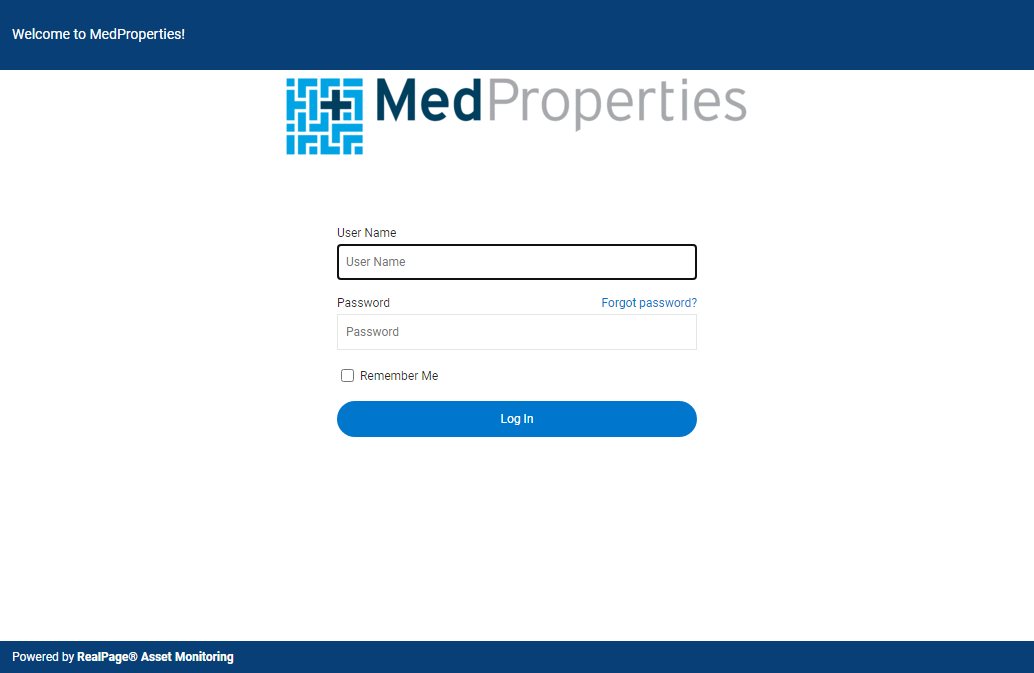 Welcome to MedProperties!
MedProperties
User Name
User Name
Password Forgot password?
Password
Remember Me
Log In
Powered by RealPage® Asset Monitoring